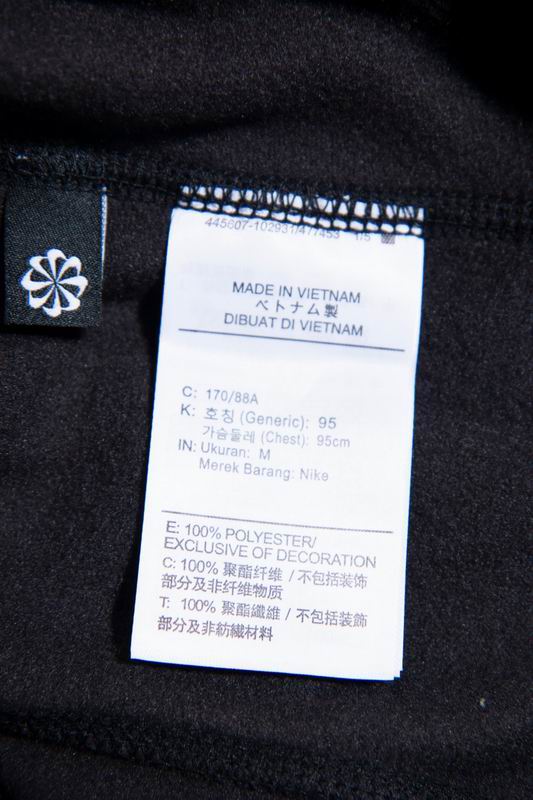 MADE IN VIETNAM
ベトナム製
DIBUAT DI VIETNAM
C: 170/88A
K: 호칭 (Generic): 95
가슴둘레 (Chest): 95cm
IN: Ukuran: M
Merek Barang: Nike
E: 100% POLYESTER/
EXCLUSIVE OF DECORATION
C: 100% 聚酯纤维 / 不包括装饰
部分及非纤维物质
T: 100% 聚酯纖維 / 不包括装飾
部分及非紡織材料